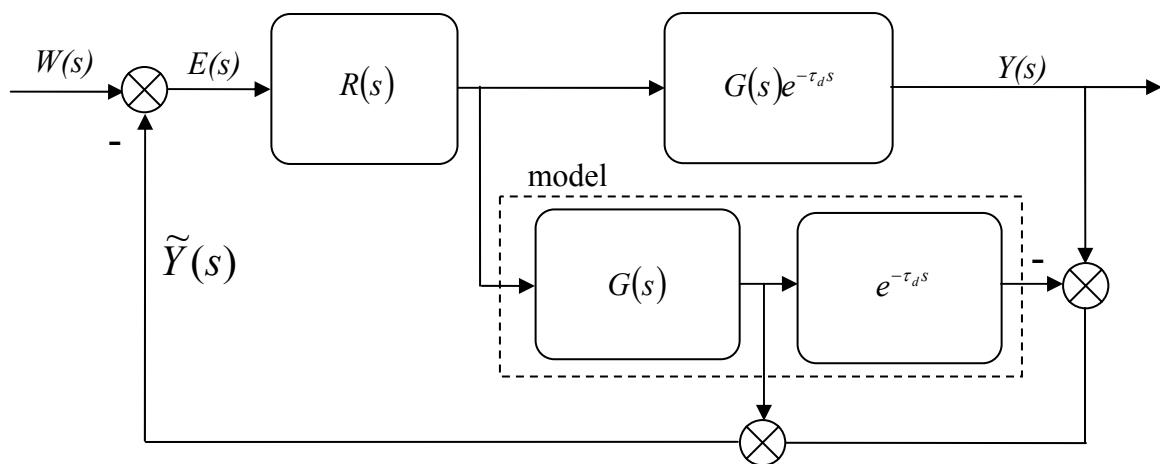 W(s)
E(s)
R(s)
G(s)e^{-τ_d s}
Y(s)
-
model
Ỹ(s)
G(s)
e^{-τ_d s}
-